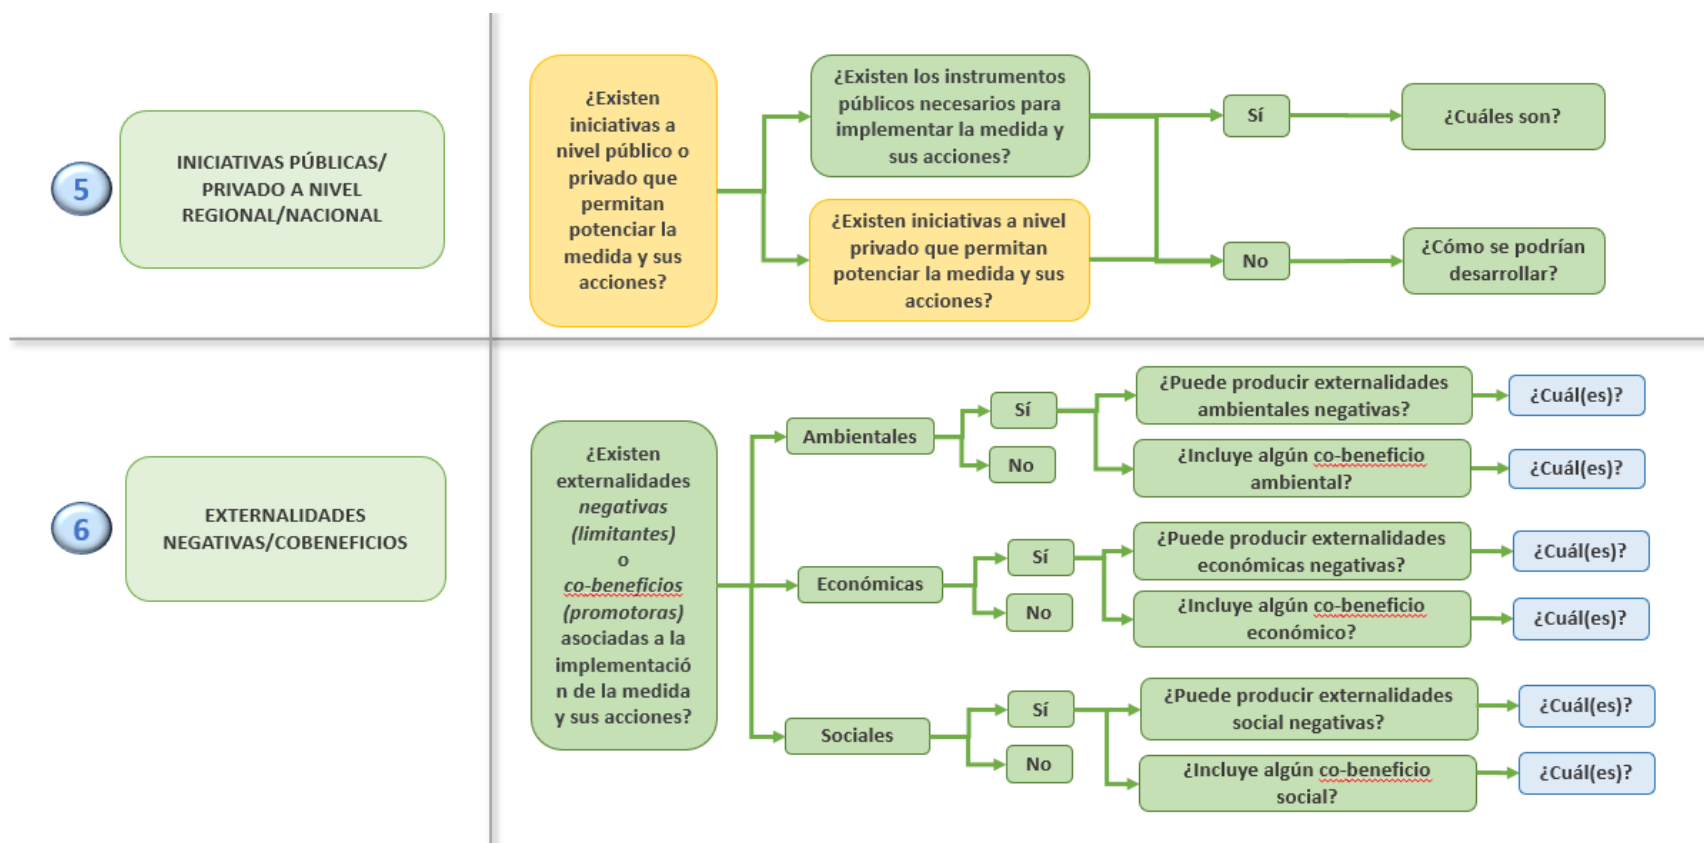 5
INICIATIVAS PÚBLICAS/
PRIVADO A NIVEL
REGIONAL/NACIONAL
¿Existen
iniciativas a
nivel público o
privado que
permitan
potenciar la
medida y sus
acciones?
¿Existen los instrumentos
públicos necesarios para
implementar la medida y
sus acciones?
Sí
¿Cuáles son?
¿Existen iniciativas a nivel
privado que permitan
potenciar la medida y sus
acciones?
No
¿Cómo se podrían
desarrollar?
6
EXTERNALIDADES
NEGATIVAS/COBENEFICIOS
¿Existen
externalidades
negativas
(limitantes)
o
co-beneficios
(promotoras)
asociadas a la
implementació
n de la medida
y sus acciones?
Ambientales
Sí
No
¿Puede producir externalidades
ambientales negativas?
¿Cuál(es)?
¿Incluye algún co-beneficio
ambiental?
¿Cuál(es)?
Económicas
Sí
No
¿Puede producir externalidades
económicas negativas?
¿Cuál(es)?
¿Incluye algún co-beneficio
económico?
¿Cuál(es)?
Sociales
Sí
No
¿Puede producir externalidades
social negativas?
¿Cuál(es)?
¿Incluye algún co-beneficio
social?
¿Cuál(es)?